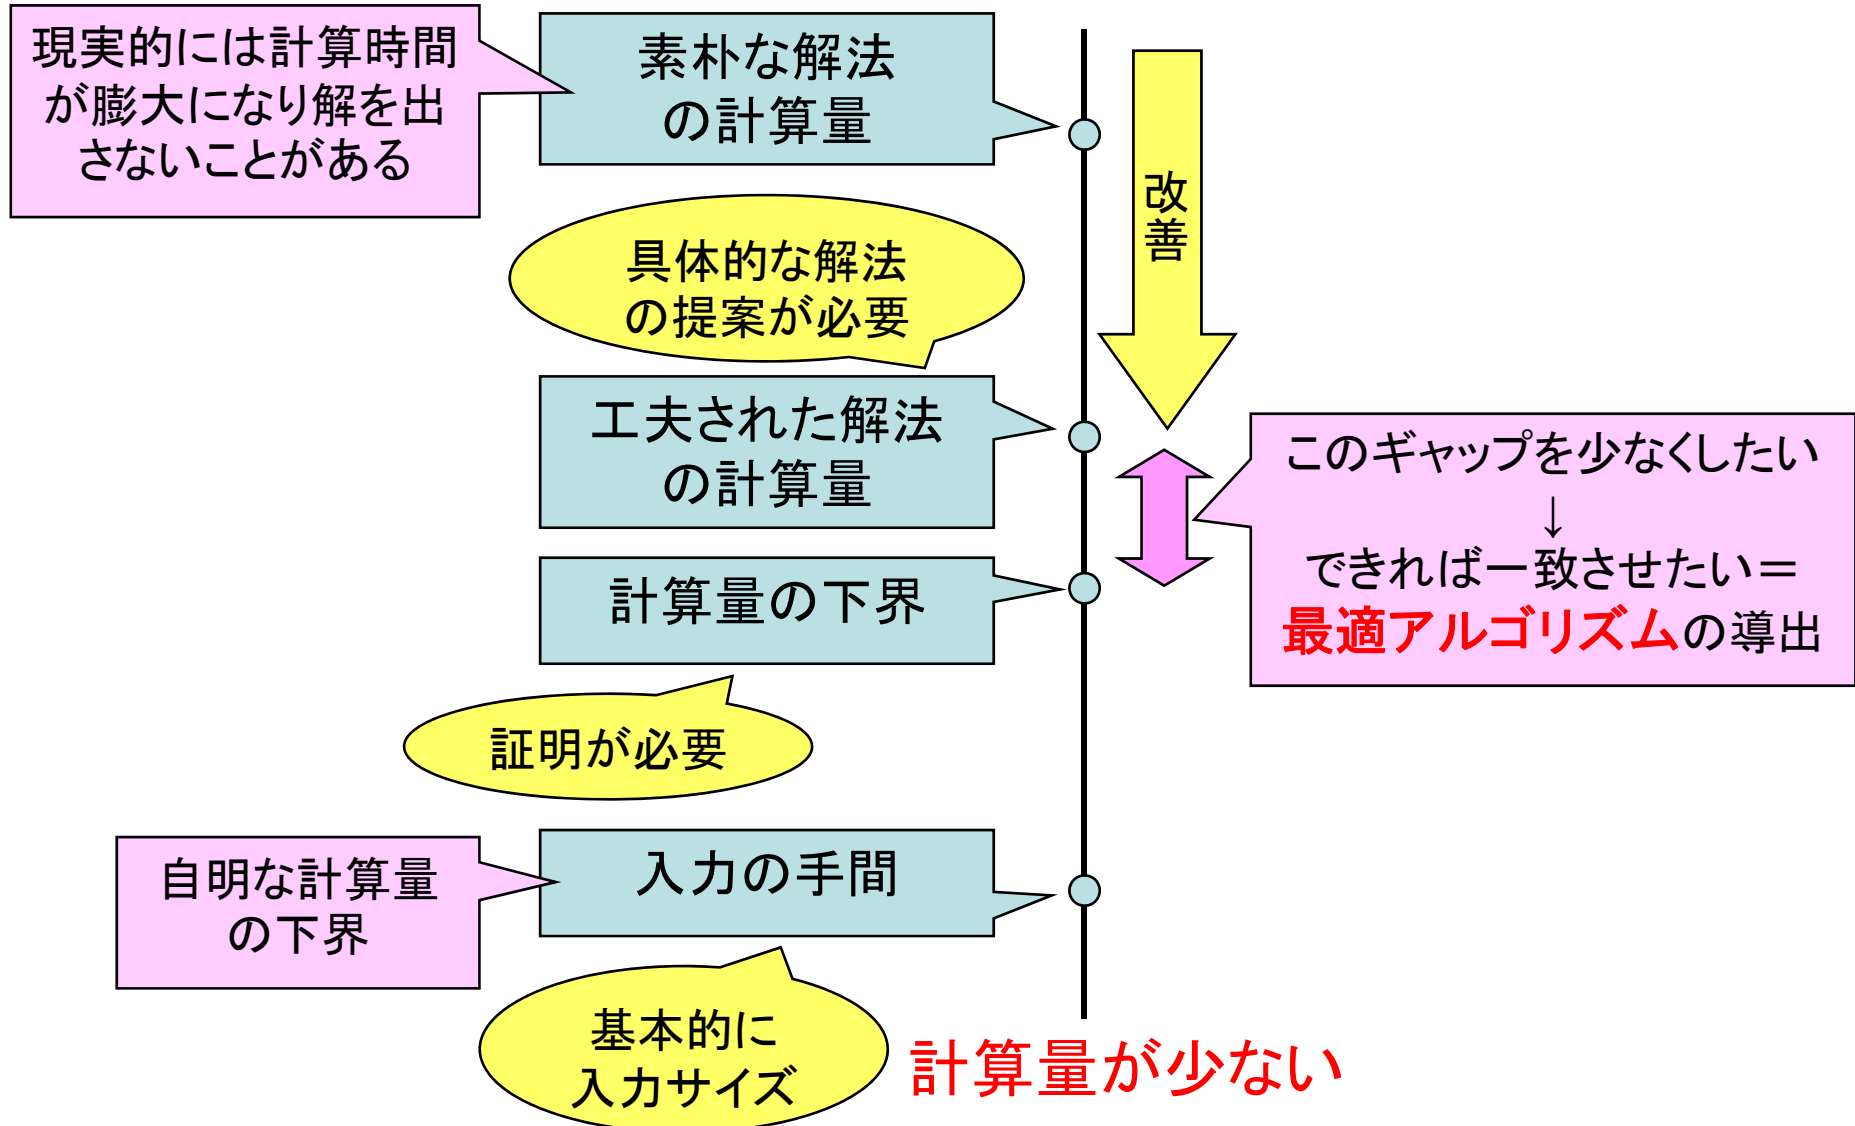 現実的には計算時間
が膨大になり解を出
さないことがある
素朴な解法
の計算量
改善
具体的な解法
の提案が必要
工夫された解法
の計算量
このギャップを少なくしたい
↓
できれば一致させたい＝
最適アルゴリズムの導出
計算量の下界
証明が必要
自明な計算量
の下界
入力の手間
基本的に
入力サイズ
計算量が少ない